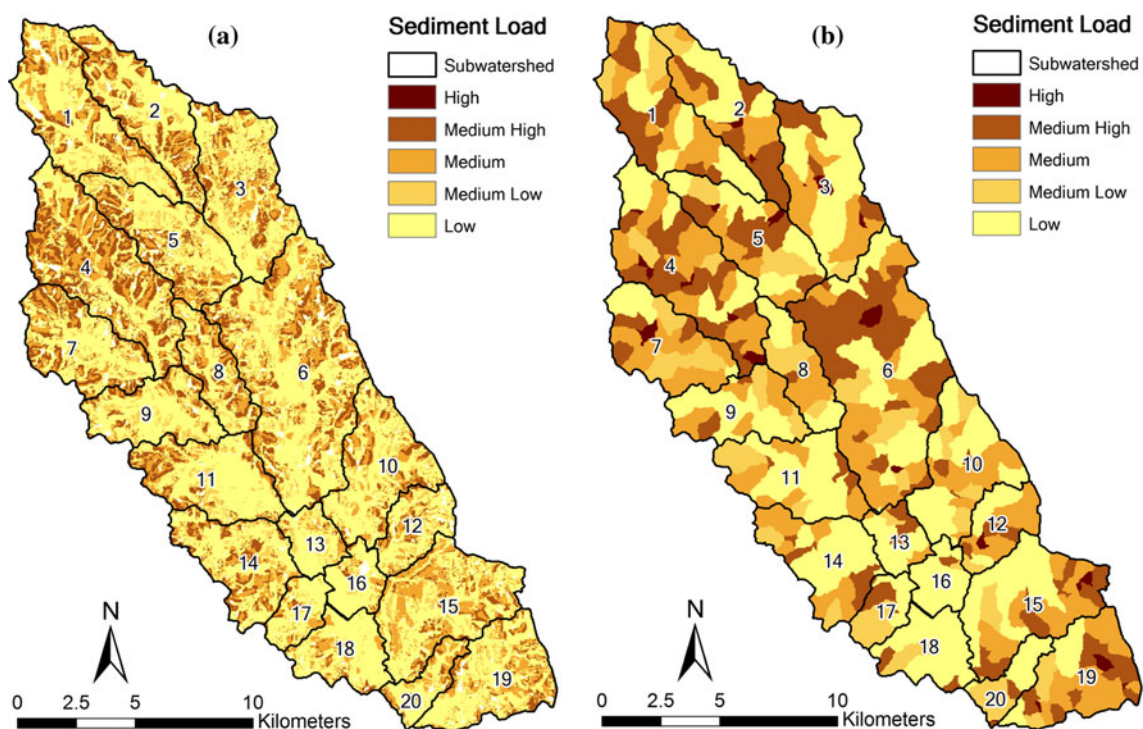 (a)
Sediment Load
Subwatershed
High
Medium High
Medium
Medium Low
Low
1
2
3
4
5
6
7
8
9
10
11
12
13
14
15
16
17
18
19
20
N
0 2.5 5 10
Kilometers
(b)
Sediment Load
Subwatershed
High
Medium High
Medium
Medium Low
Low
1
2
3
4
5
6
7
8
9
10
11
12
13
14
15
16
17
18
19
20
N
0 2.5 5 10
Kilometers